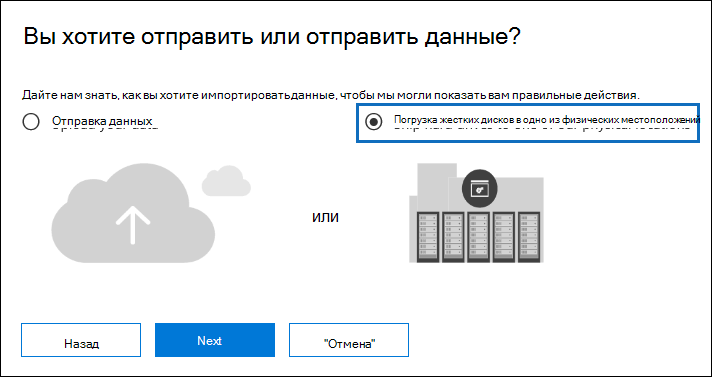 Вы хотите отправить или отправить данные?
Дайте нам знать, как вы хотите импортироватьданные, чтобы мы могли показать вам правильные действия.
Отправка данных
Погрузка жестких дисков в одно из физических местоположений
или
Назад
Next
"Отмена"